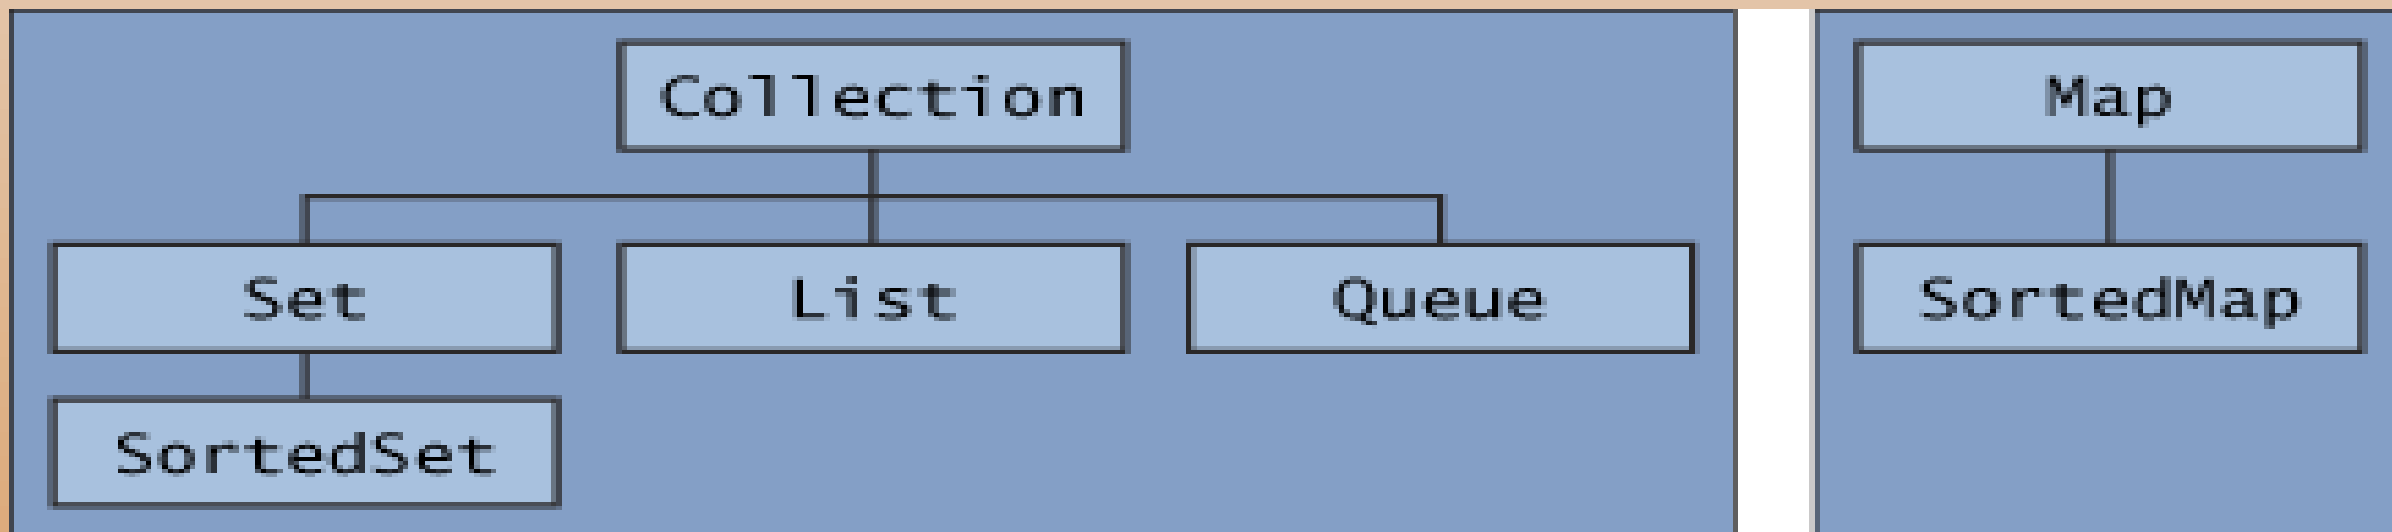 Collection
Map
Set
List
Queue
SortedMap
SortedSet